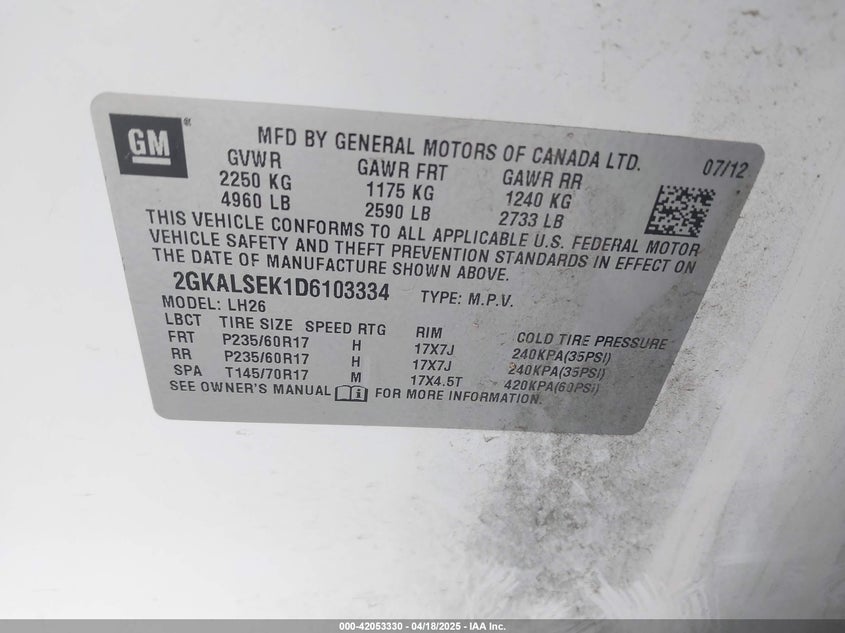 GM
MFD BY GENERAL MOTORS OF CANADA LTD. 07/12
GVWR GAWR FRT GAWR RR
2250 KG 1175 KG 1240 KG
4960 LB 2590 LB 2733 LB
THIS VEHICLE CONFORMS TO ALL APPLICABLE U.S. FEDERAL MOTOR
VEHICLE SAFETY AND THEFT PREVENTION STANDARDS IN EFFECT ON
THE DATE OF MANUFACTURE SHOWN ABOVE.
2GKALSEK1D6103334 TYPE: M.P.V.
MODEL: LH26
LBCT TIRE SIZE SPEED RTG RIM COLD TIRE PRESSURE
FRT P235/60R17 H 17X7J 240KPA(35PSI)
RR P235/60R17 H 17X7J 240KPA(35PSI)
SPA T145/70R17 M 17X4.5T 420KPA(60PSI)
SEE OWNER'S MANUAL FOR MORE INFORMATION.
000-42053330 - 04/18/2025 - IAA Inc.